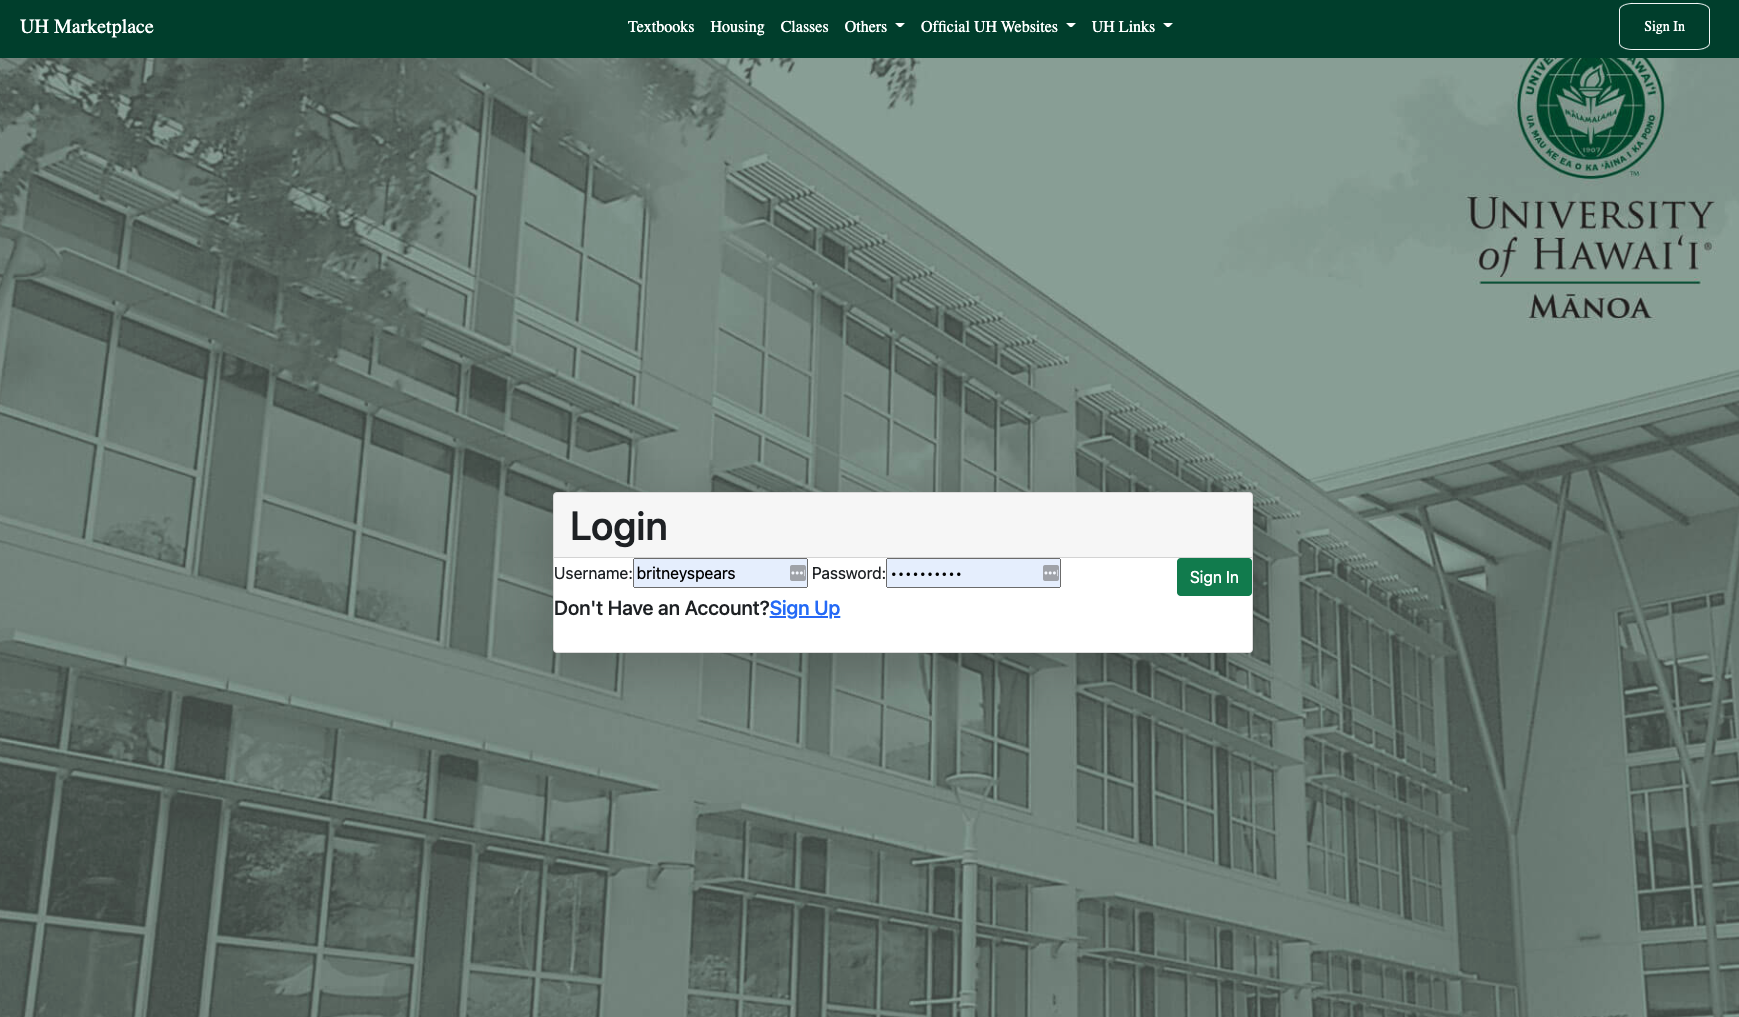 UH Marketplace
Textbooks Housing Classes Others Official UH Websites UH Links
Sign In
UNIVERSITY OF HAWAI‘I
MĀLAMALAMA
1907
UA MAU KE EA O KA ʻĀINA I KA PONO
TM
UNIVERSITY
of HAWAI‘I®
MĀNOA
Login
Username: britneyspears Password: •••••••••• Sign In
Don't Have an Account?Sign Up